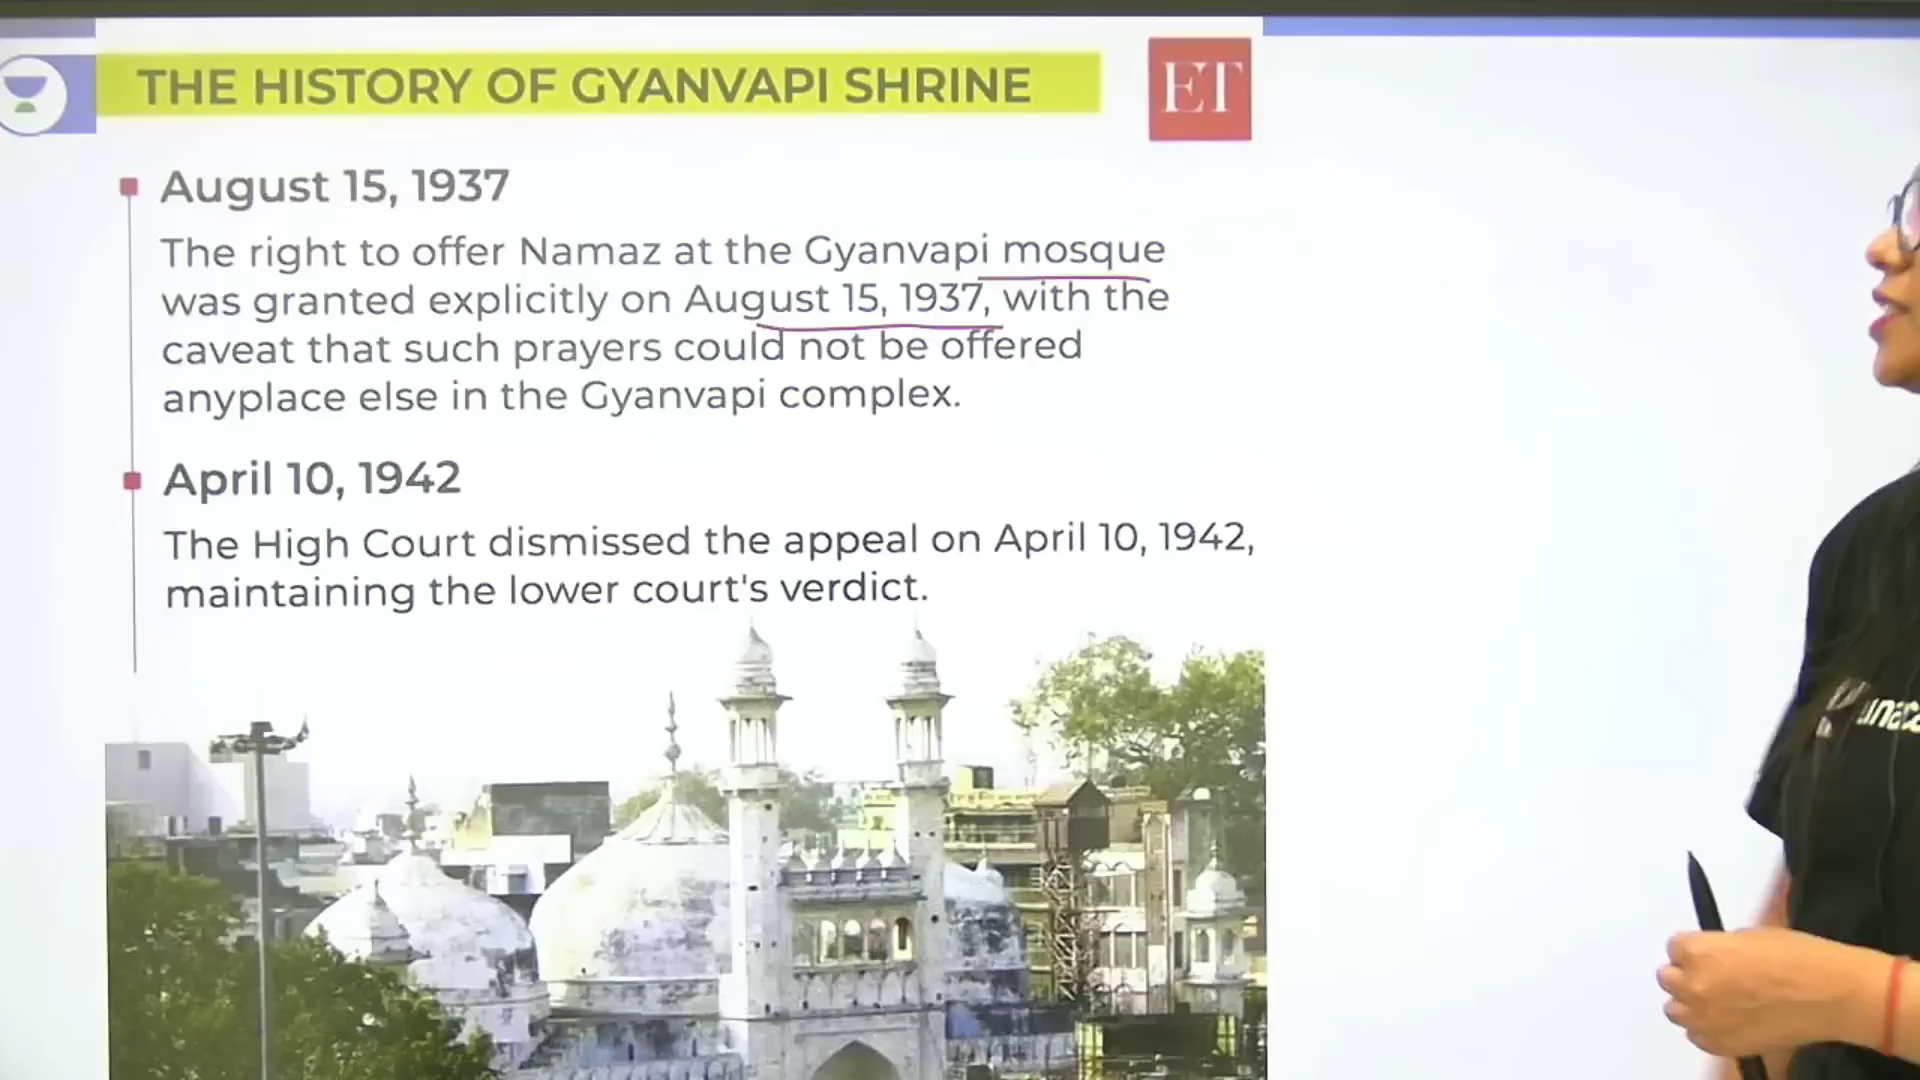 THE HISTORY OF GYANVAPI SHRINE
ET
August 15, 1937
The right to offer Namaz at the Gyanvapi mosque
was granted explicitly on August 15, 1937, with the
caveat that such prayers could not be offered
anyplace else in the Gyanvapi complex.
April 10, 1942
The High Court dismissed the appeal on April 10, 1942,
maintaining the lower court's verdict.